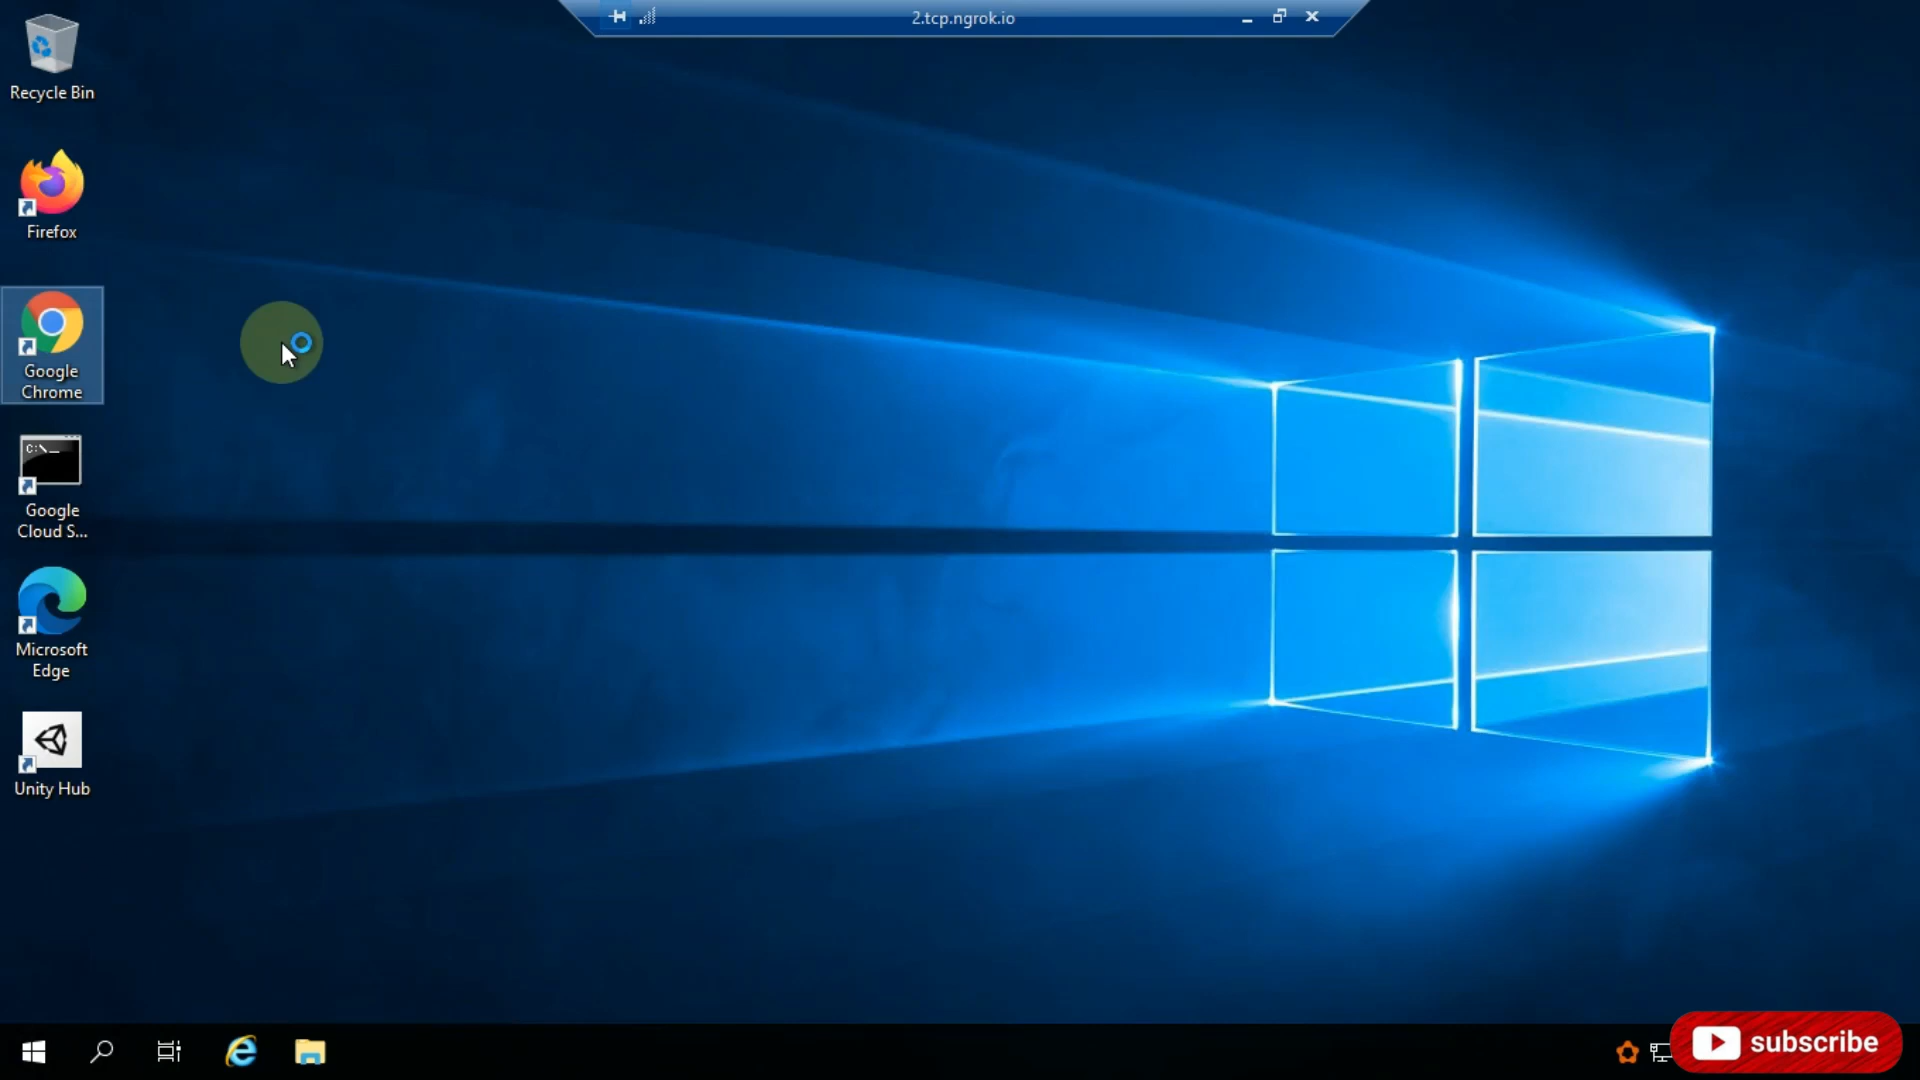 2.tcp.ngrok.io
Recycle Bin
Firefox
Google
Chrome
C:\_
Google
Cloud S...
Microsoft
Edge
Unity Hub
subscribe